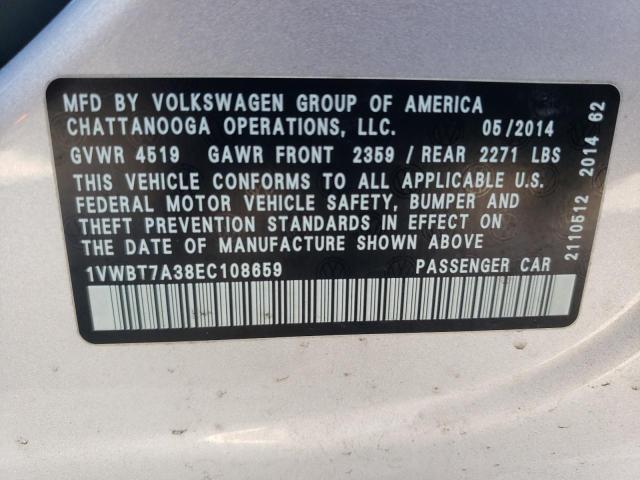 MFD BY VOLKSWAGEN GROUP OF AMERICA
CHATTANOOGA OPERATIONS, LLC. 05/2014
GVWR 4519 GAWR FRONT 2359 / REAR 2271 LBS
THIS VEHICLE CONFORMS TO ALL APPLICABLE U.S.
FEDERAL MOTOR VEHICLE SAFETY, BUMPER AND
THEFT PREVENTION STANDARDS IN EFFECT ON
THE DATE OF MANUFACTURE SHOWN ABOVE
1VWBT7A38EC108659 PASSENGER CAR
2110512 2014 62